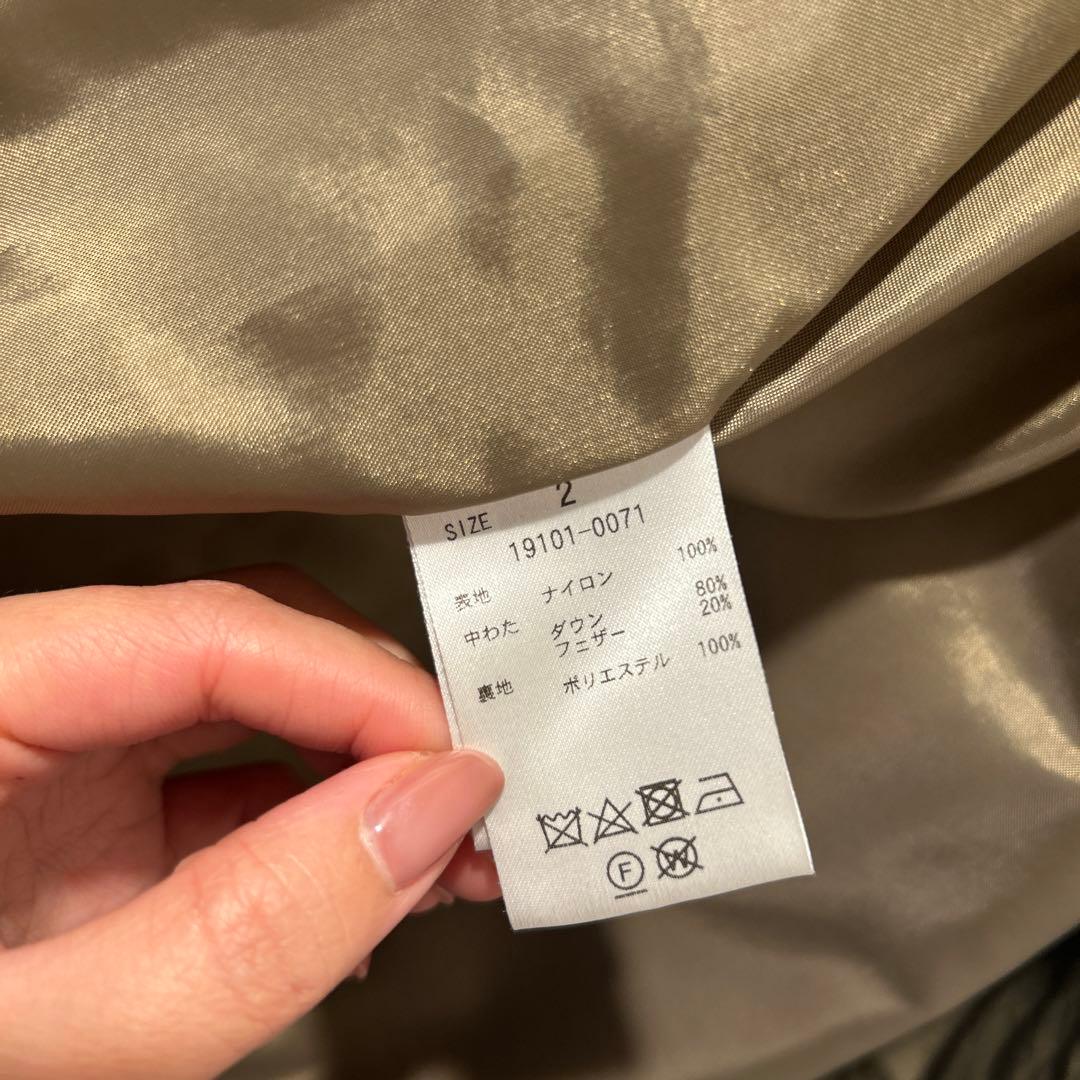 SIZE 2
19101-0071
表地 ナイロン 100%
中わた ダウン 80%
フェザー 20%
裏地 ポリエステル 100%
F W